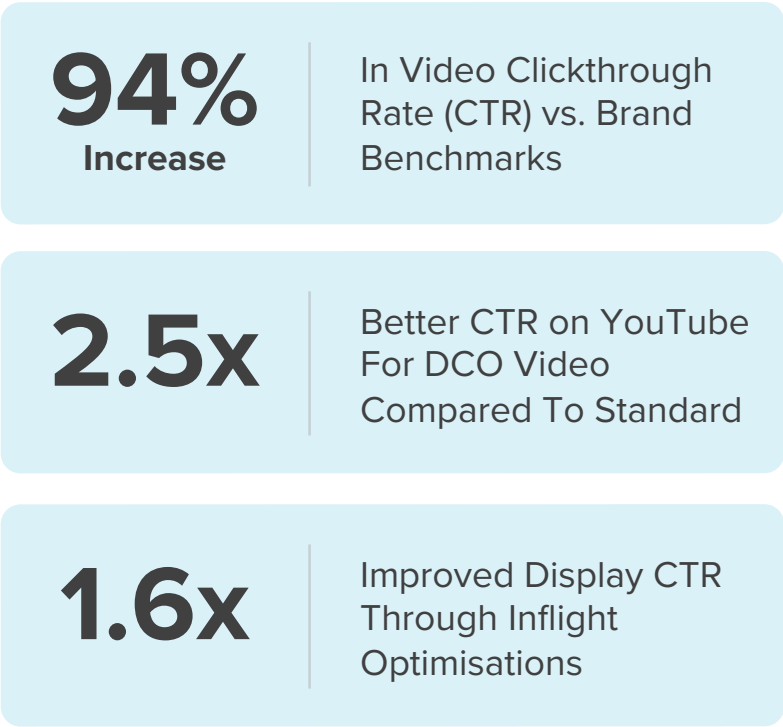 94%
Increase
In Video Clickthrough
Rate (CTR) vs. Brand
Benchmarks
2.5x
Better CTR on YouTube
For DCO Video
Compared To Standard
1.6x
Improved Display CTR
Through Inflight
Optimisations